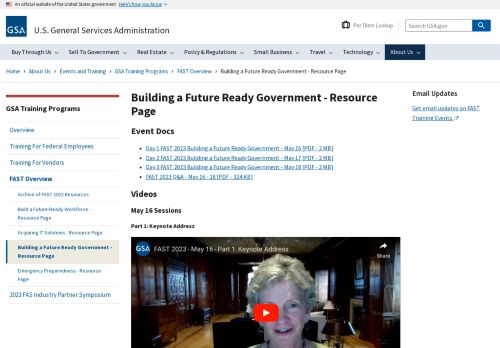 An official website of the United States government Here's how you know
GSA
U.S. General Services Administration
Per Diem Lookup
Search GSA.gov
Buy Through Us
Sell To Government
Real Estate
Policy & Regulations
Small Business
Travel
Technology
About Us
Home › About Us › Events and Training › GSA Training Programs › FAST Overview › Building a Future Ready Government - Resource Page
GSA Training Programs
Overview
Training For Federal Employees
Training For Vendors
FAST Overview
Archive of FAST 2022 Resources
Build a Future-Ready Workforce -
Resource Page
Acquiring IT Solutions - Resource Page
Building a Future Ready Government -
Resource Page
Emergency Preparedness - Resource
Page
2023 FAS Industry Partner Symposium
Building a Future Ready Government - Resource
Page
Event Docs
Day 1 FAST 2023 Building a Future Ready Government - May 16 [PDF - 2 MB]
Day 2 FAST 2023 Building a Future Ready Government - May 17 [PDF - 2 MB]
Day 3 FAST 2023 Building a Future Ready Government - May 18 [PDF - 2 MB]
FAST 2023 Q&A - May 16 - 18 [PDF - 324 KB]
Videos
May 16 Sessions
Part 1: Keynote Address
GSA
FAST 2023 - May 16 - Part 1: Keynote Address
Share
Email Updates
Get email updates on FAST
Training Events.